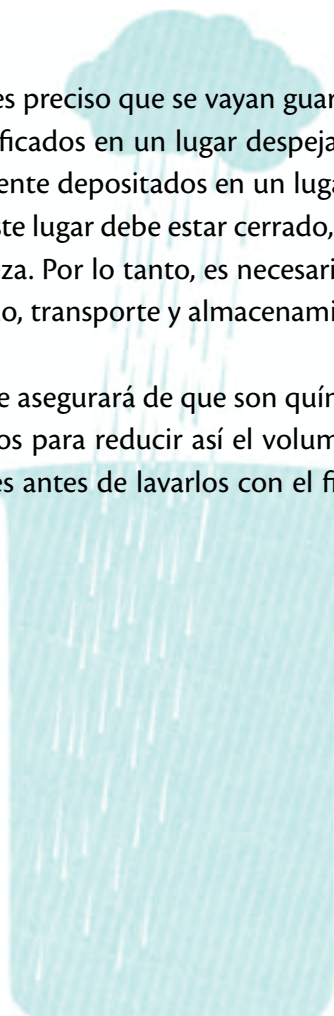 es preciso que se vayan guar
ficados en un lugar despeja
ente depositados en un luga
ste lugar debe estar cerrado,
eza. Por lo tanto, es necesari
o, transporte y almacenami
e asegurará de que son quín
os para reducir así el volum
es antes de lavarlos con el fi